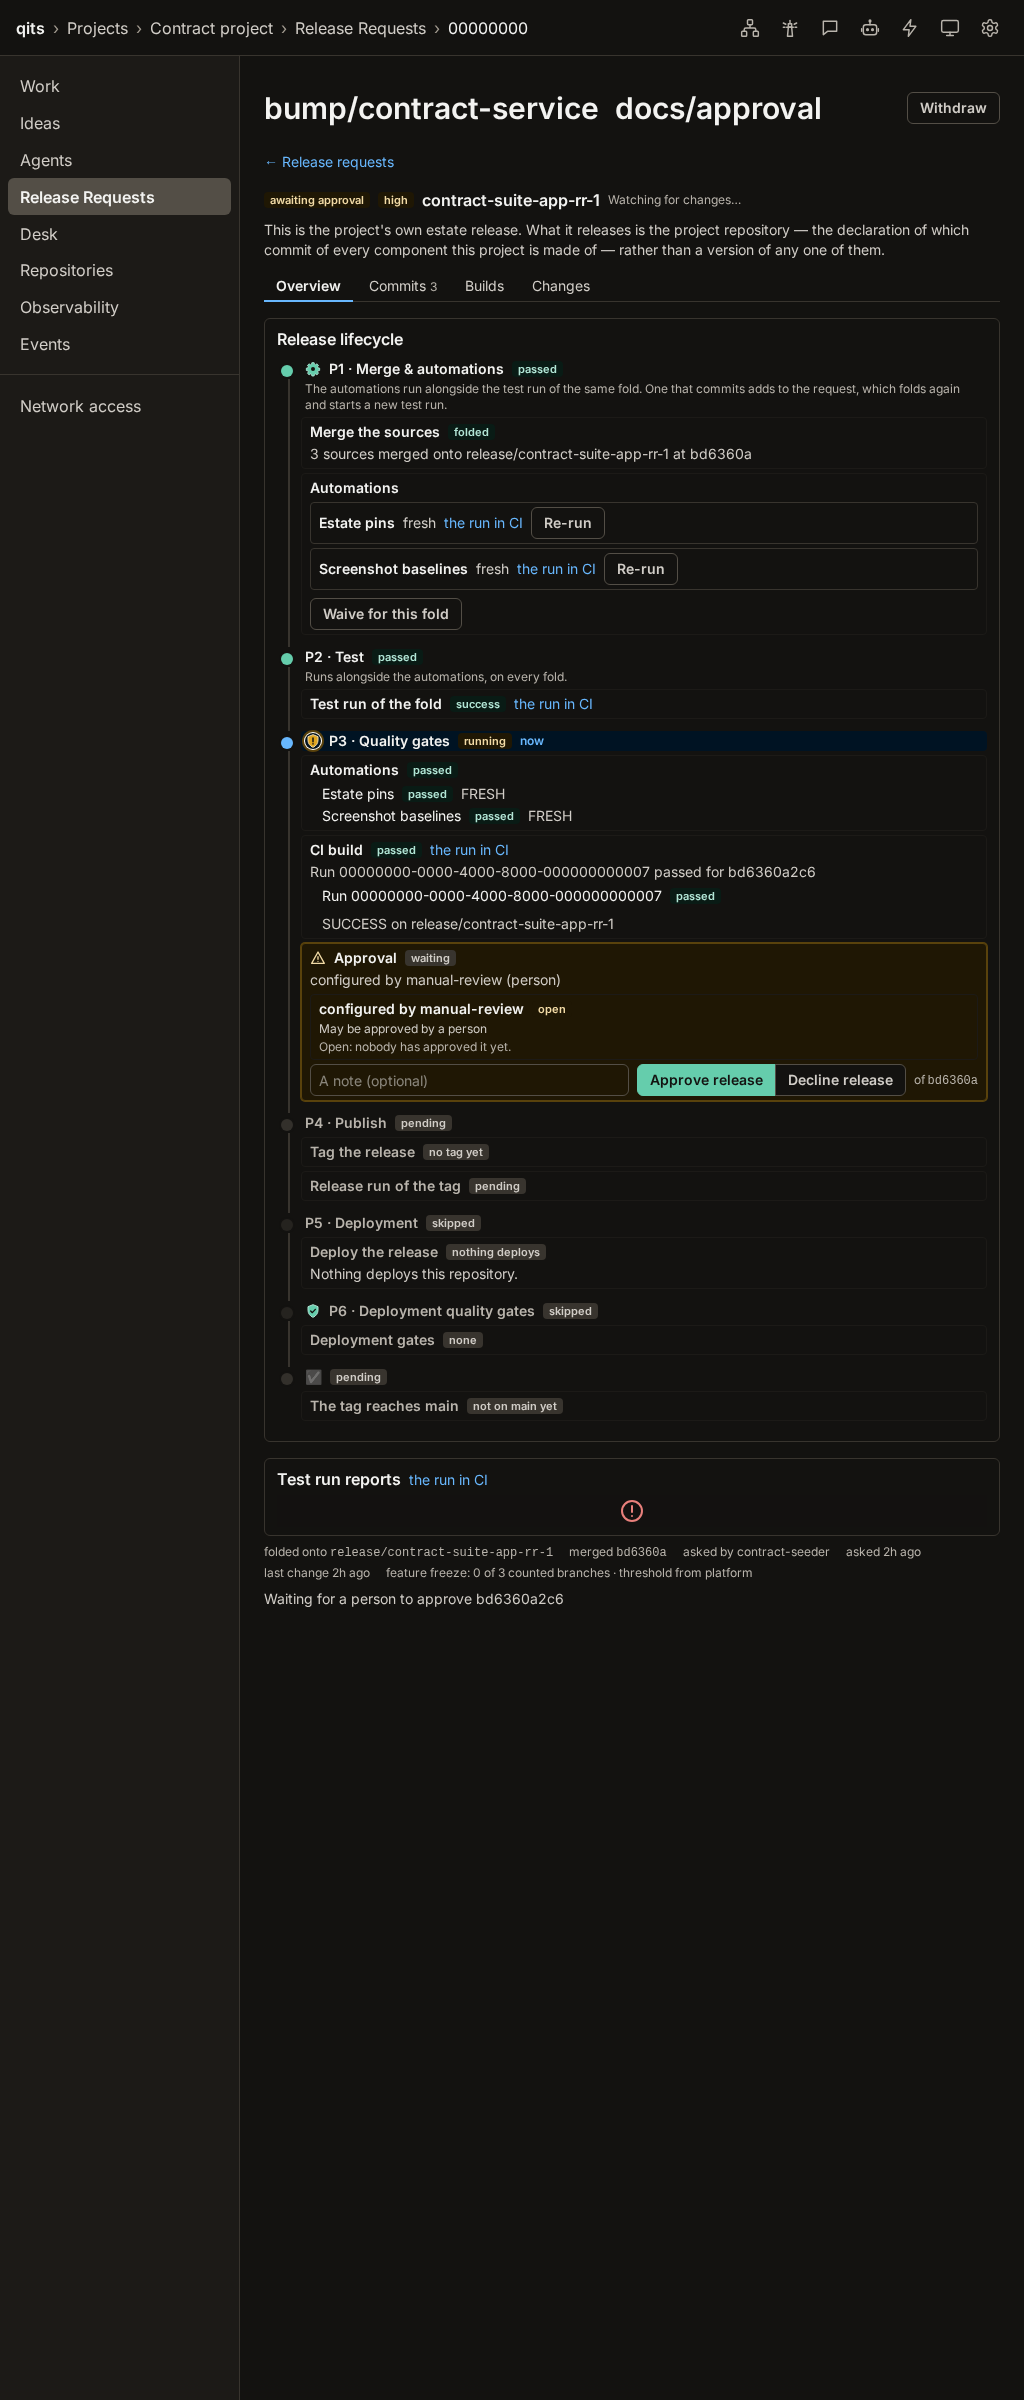 qits › Projects › Contract project › Release Requests › 00000000
Work
Ideas
Agents
Release Requests
Desk
Repositories
Observability
Events
Network access
bump/contract-service docs/approval
Withdraw
← Release requests
awaiting approval high contract-suite-app-rr-1 Watching for changes…
This is the project's own estate release. What it releases is the project repository — the declaration of which
commit of every component this project is made of — rather than a version of any one of them.
Overview Commits 3 Builds Changes
Release lifecycle
P1 · Merge & automations passed
The automations run alongside the test run of the same fold. One that commits adds to the request, which folds again
and starts a new test run.
Merge the sources folded
3 sources merged onto release/contract-suite-app-rr-1 at bd6360a
Automations
Estate pins fresh the run in CI Re-run
Screenshot baselines fresh the run in CI Re-run
Waive for this fold
P2 · Test passed
Runs alongside the automations, on every fold.
Test run of the fold success the run in CI
P3 · Quality gates running now
Automations passed
Estate pins passed FRESH
Screenshot baselines passed FRESH
CI build passed the run in CI
Run 00000000-0000-4000-8000-000000000007 passed for bd6360a2c6
Run 00000000-0000-4000-8000-000000000007 passed
SUCCESS on release/contract-suite-app-rr-1
Approval waiting
configured by manual-review (person)
configured by manual-review open
May be approved by a person
Open: nobody has approved it yet.
A note (optional) Approve release Decline release of bd6360a
P4 · Publish pending
Tag the release no tag yet
Release run of the tag pending
P5 · Deployment skipped
Deploy the release nothing deploys
Nothing deploys this repository.
P6 · Deployment quality gates skipped
Deployment gates none
pending
The tag reaches main not on main yet
Test run reports the run in CI
folded onto release/contract-suite-app-rr-1 merged bd6360a asked by contract-seeder asked 2h ago
last change 2h ago feature freeze: 0 of 3 counted branches · threshold from platform
Waiting for a person to approve bd6360a2c6